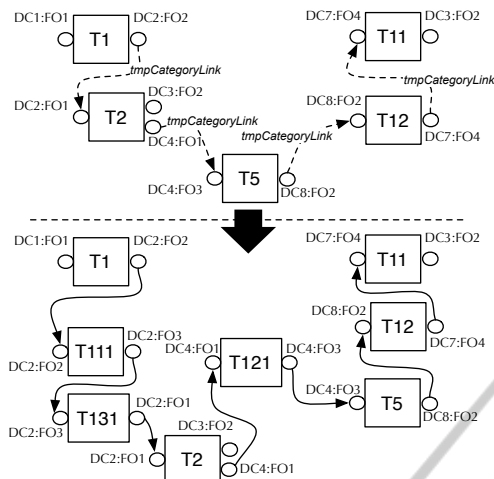 DC1:FO1
T1
DC2:FO2
DC7:FO4
T11
DC3:FO2
tmpCategoryLink
tmpCategoryLink
DC2:FO1
T2
DC3:FO2
DC4:FO1
tmpCategoryLink
tmpCategoryLink
DC8:FO2
T12
DC7:FO4
DC4:FO3
T5
DC8:FO2
DC1:FO1
T1
DC2:FO2
DC7:FO4
T11
DC3:FO2
DC2:FO2
T111
DC2:FO3
DC4:FO1
T121
DC4:FO3
DC8:FO2
T12
DC7:FO4
DC2:FO3
T131
DC2:FO1
DC4:FO3
T5
DC8:FO2
DC2:FO1
T2
DC3:FO2
DC4:FO1